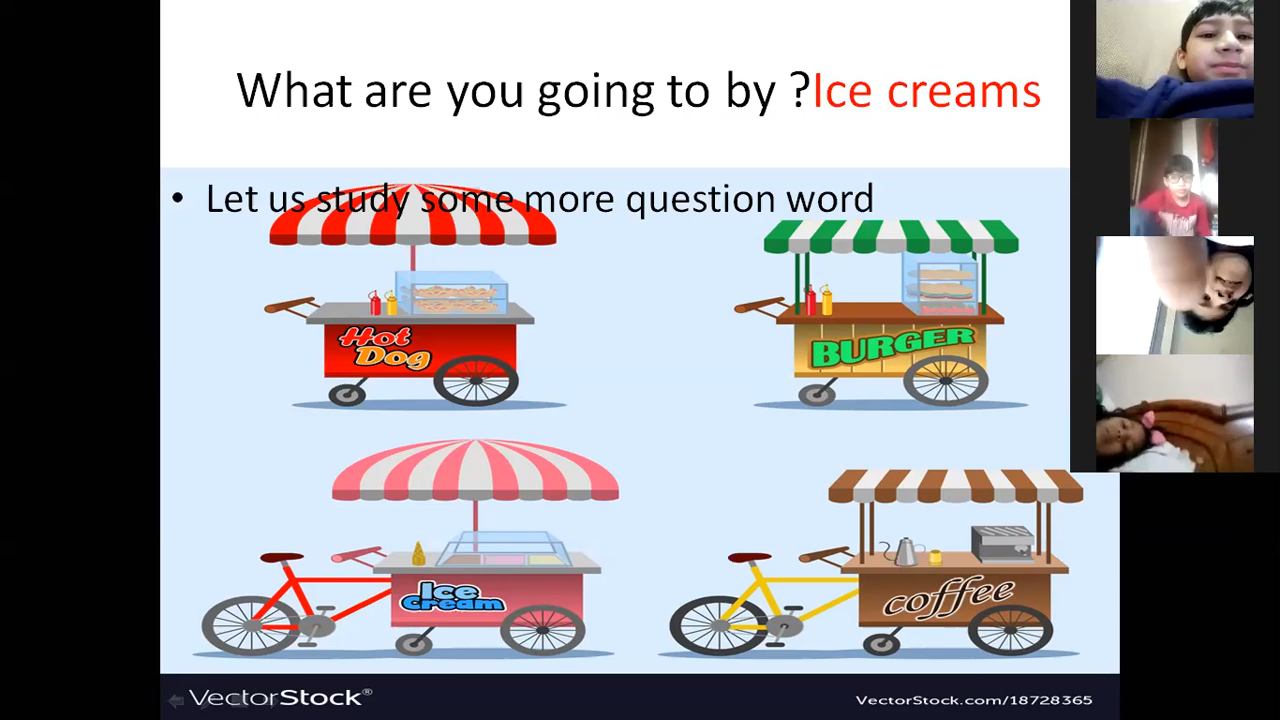 What are you going to by ?Ice creams
• Let us study some more question word
Hot
Dog
BURGER
Ice
Cream
coffee
VectorStock®
VectorStock.com/18728365